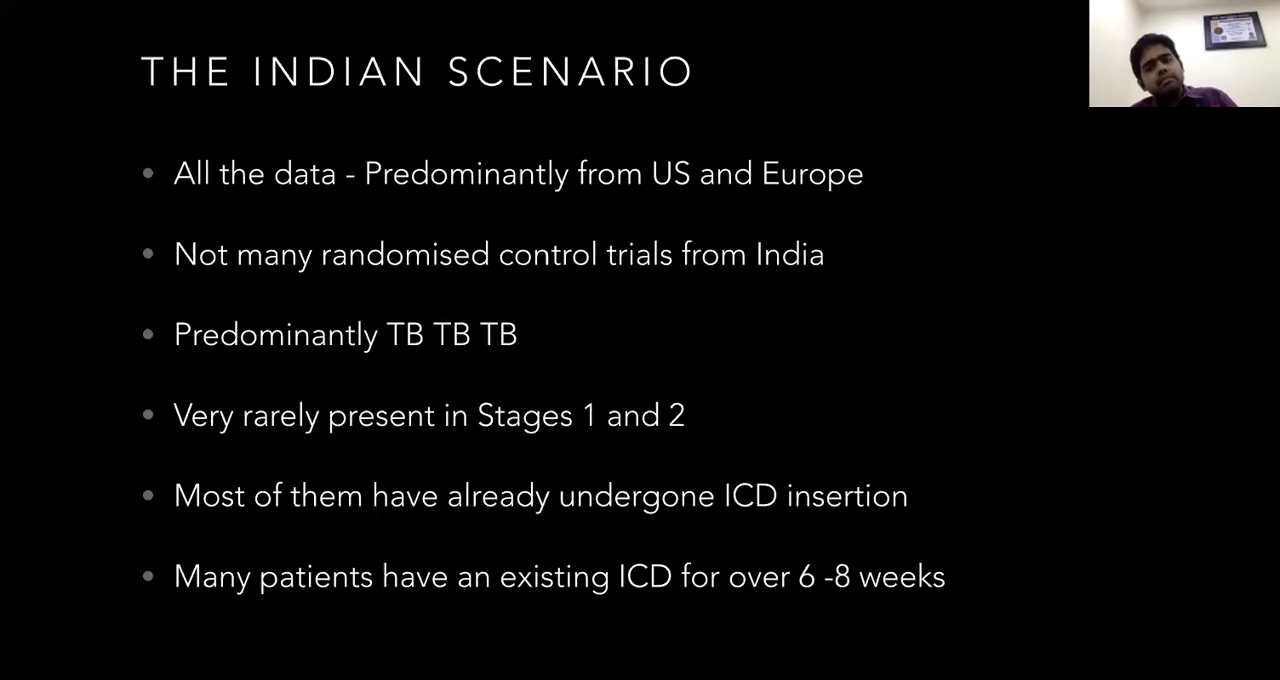 THE INDIAN SCENARIO
• All the data - Predominantly from US and Europe
• Not many randomised control trials from India
• Predominantly TB TB TB
• Very rarely present in Stages 1 and 2
• Most of them have already undergone ICD insertion
• Many patients have an existing ICD for over 6 -8 weeks